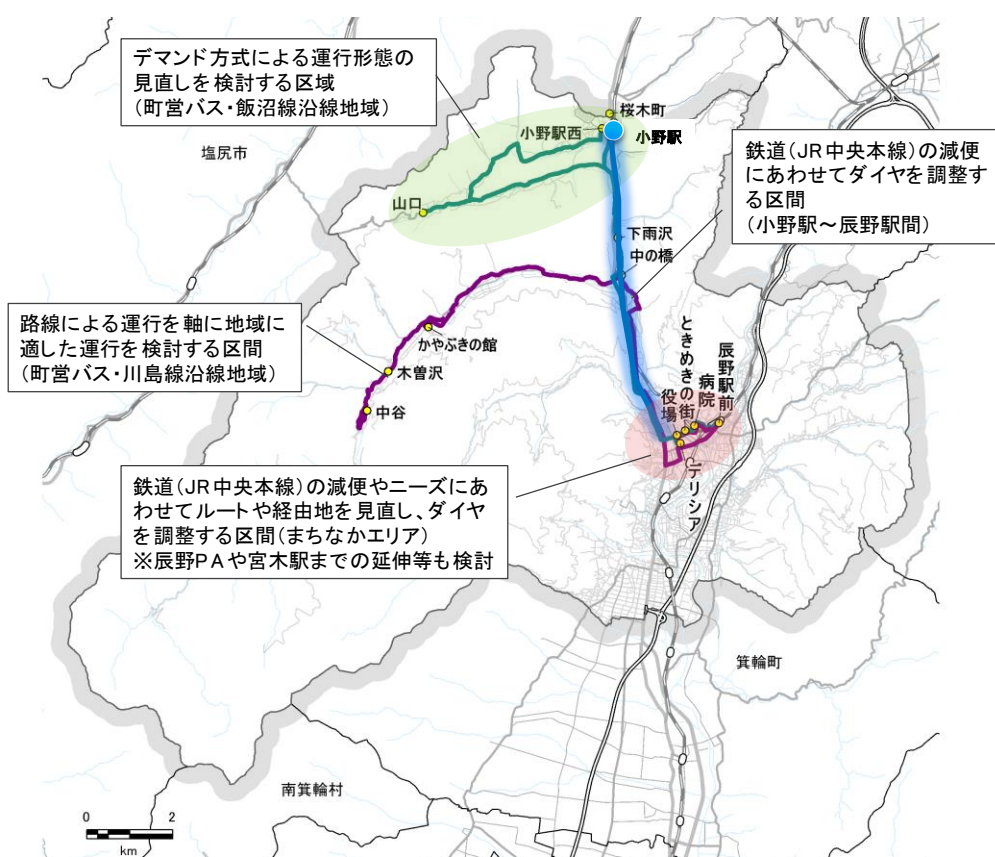 デマンド方式による運行形態の
見直しを検討する区域
(町営バス・飯沼線沿線地域)
桜木町
小野駅西
小野駅
塩尻市
鉄道(JR中央本線)の減便
にあわせてダイヤを調整す
る区間
(小野駅～辰野駅間)
山口
下雨沢
中の橋
路線による運行を軸に地域に
適した運行を検討する区間
(町営バス・川島線沿線地域)
かやぶきの館
木曽沢
中谷
辰野駅前
病院
ときめきの街
役場
デリシア
鉄道(JR中央本線)の減便やニーズにあ
わせてルートや経由地を見直し、ダイヤ
を調整する区間(まちなかエリア)
※辰野PAや宮木駅までの延伸等も検討
箕輪町
南箕輪村
0 2
km